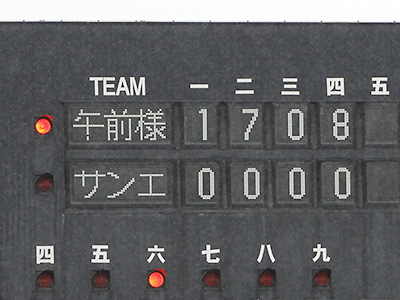 TEAM 一 二 三 四 五
午前様 1 7 0 8
サンエ 0 0 0 0
四 五 六 七 八 九